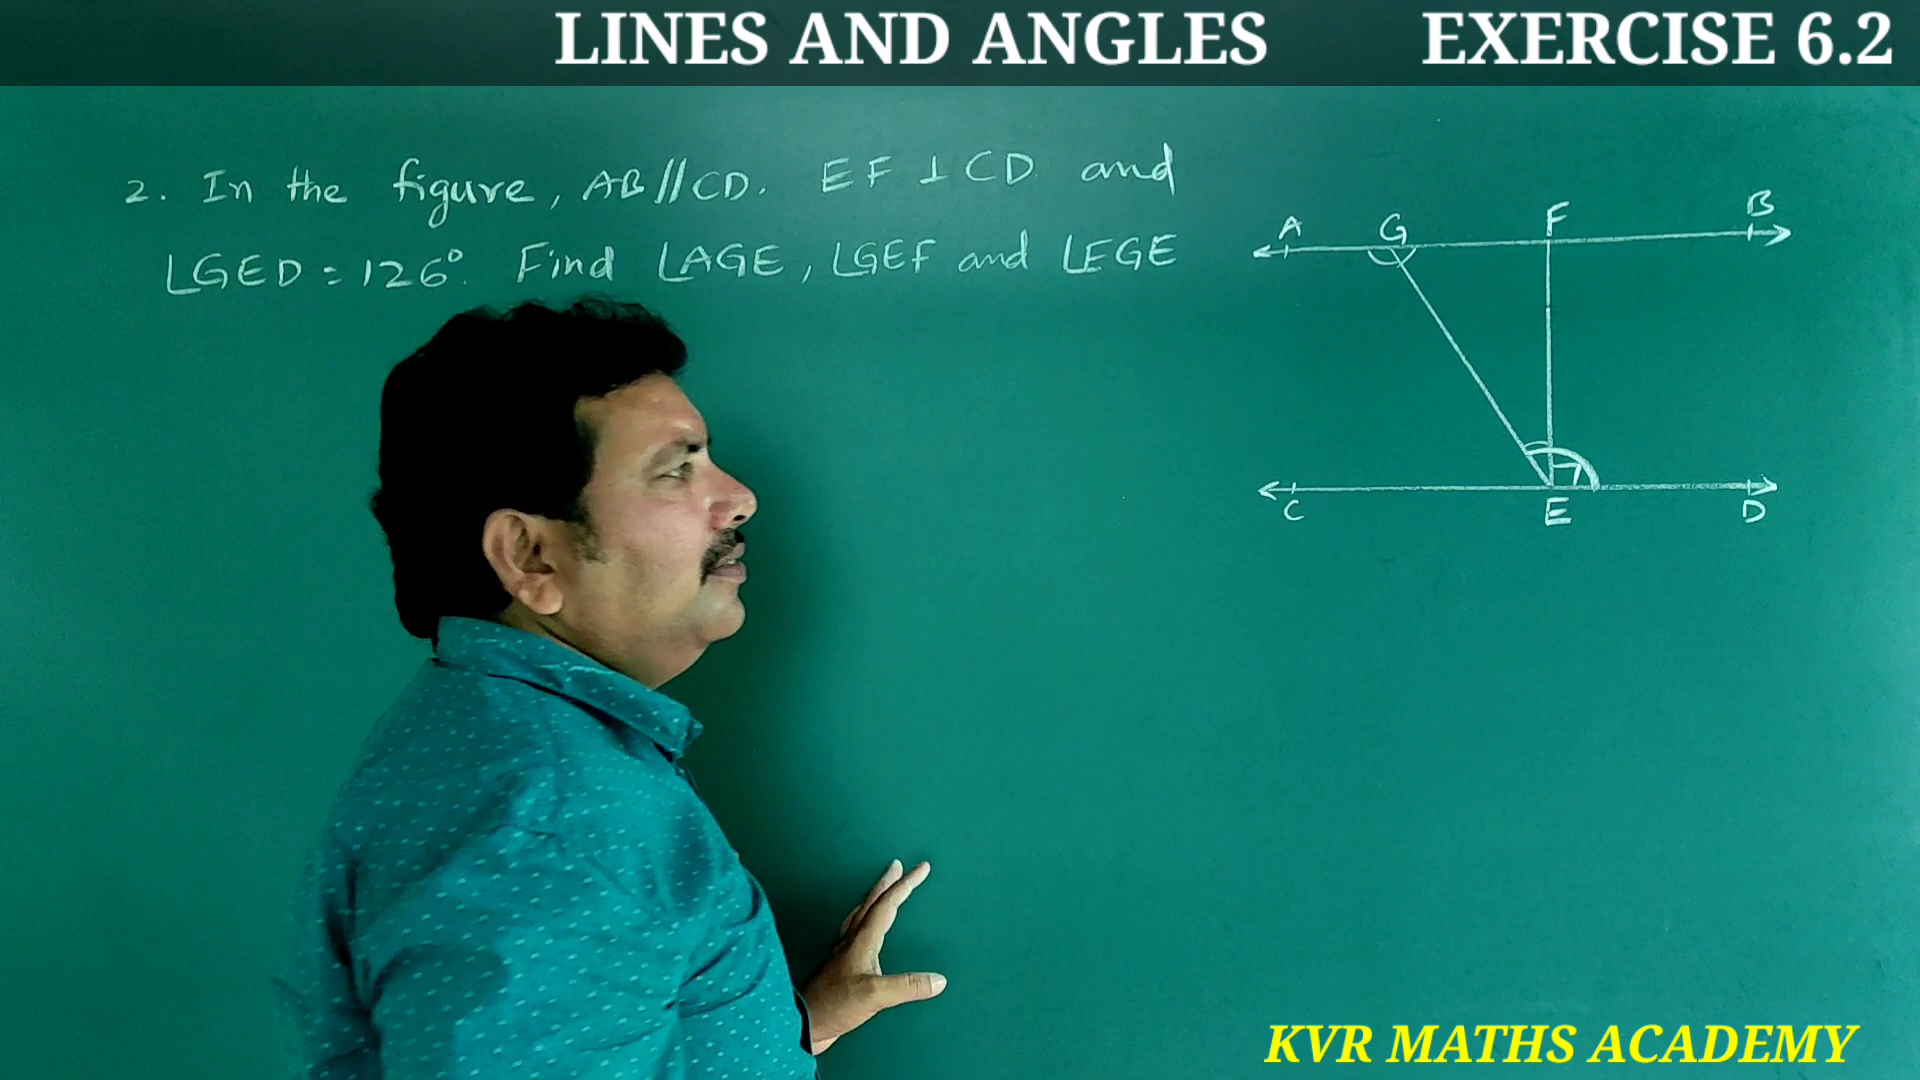 LINES AND ANGLES EXERCISE 6.2
2. In the figure, AB//CD. EF ⊥ CD and
∠GED = 126°. Find ∠AGE, ∠GEF and ∠FGE
A G F B
C E D
KVR MATHS ACADEMY